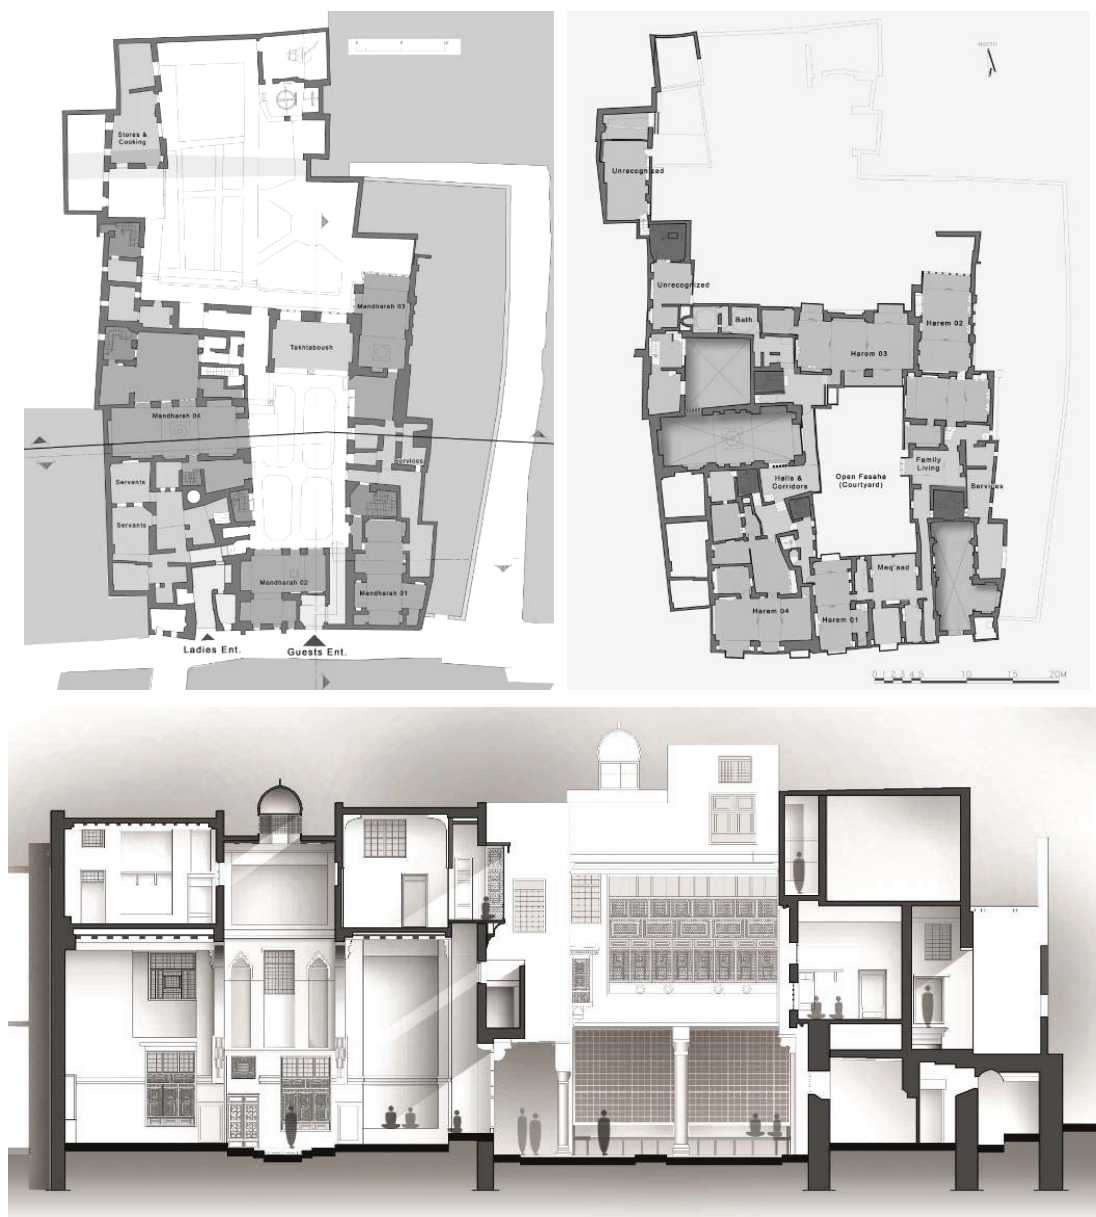 Stores &
Cooking
Mandharah 03
Takhtaboush
Mandharah 04
Servants
Services
Servants
Mandharah 02
Mandharah 01
Ladies Ent.
Guests Ent.
NORTH
Unrecognized
Unrecognized
Bath
Harem 02
Harem 03
Family
Living
Halls &
Corridors
Open Fasaha
(Courtyard)
Services
Meq'aad
Harem 04
Harem 01
0 1 2 3 4 5 10 15 20M